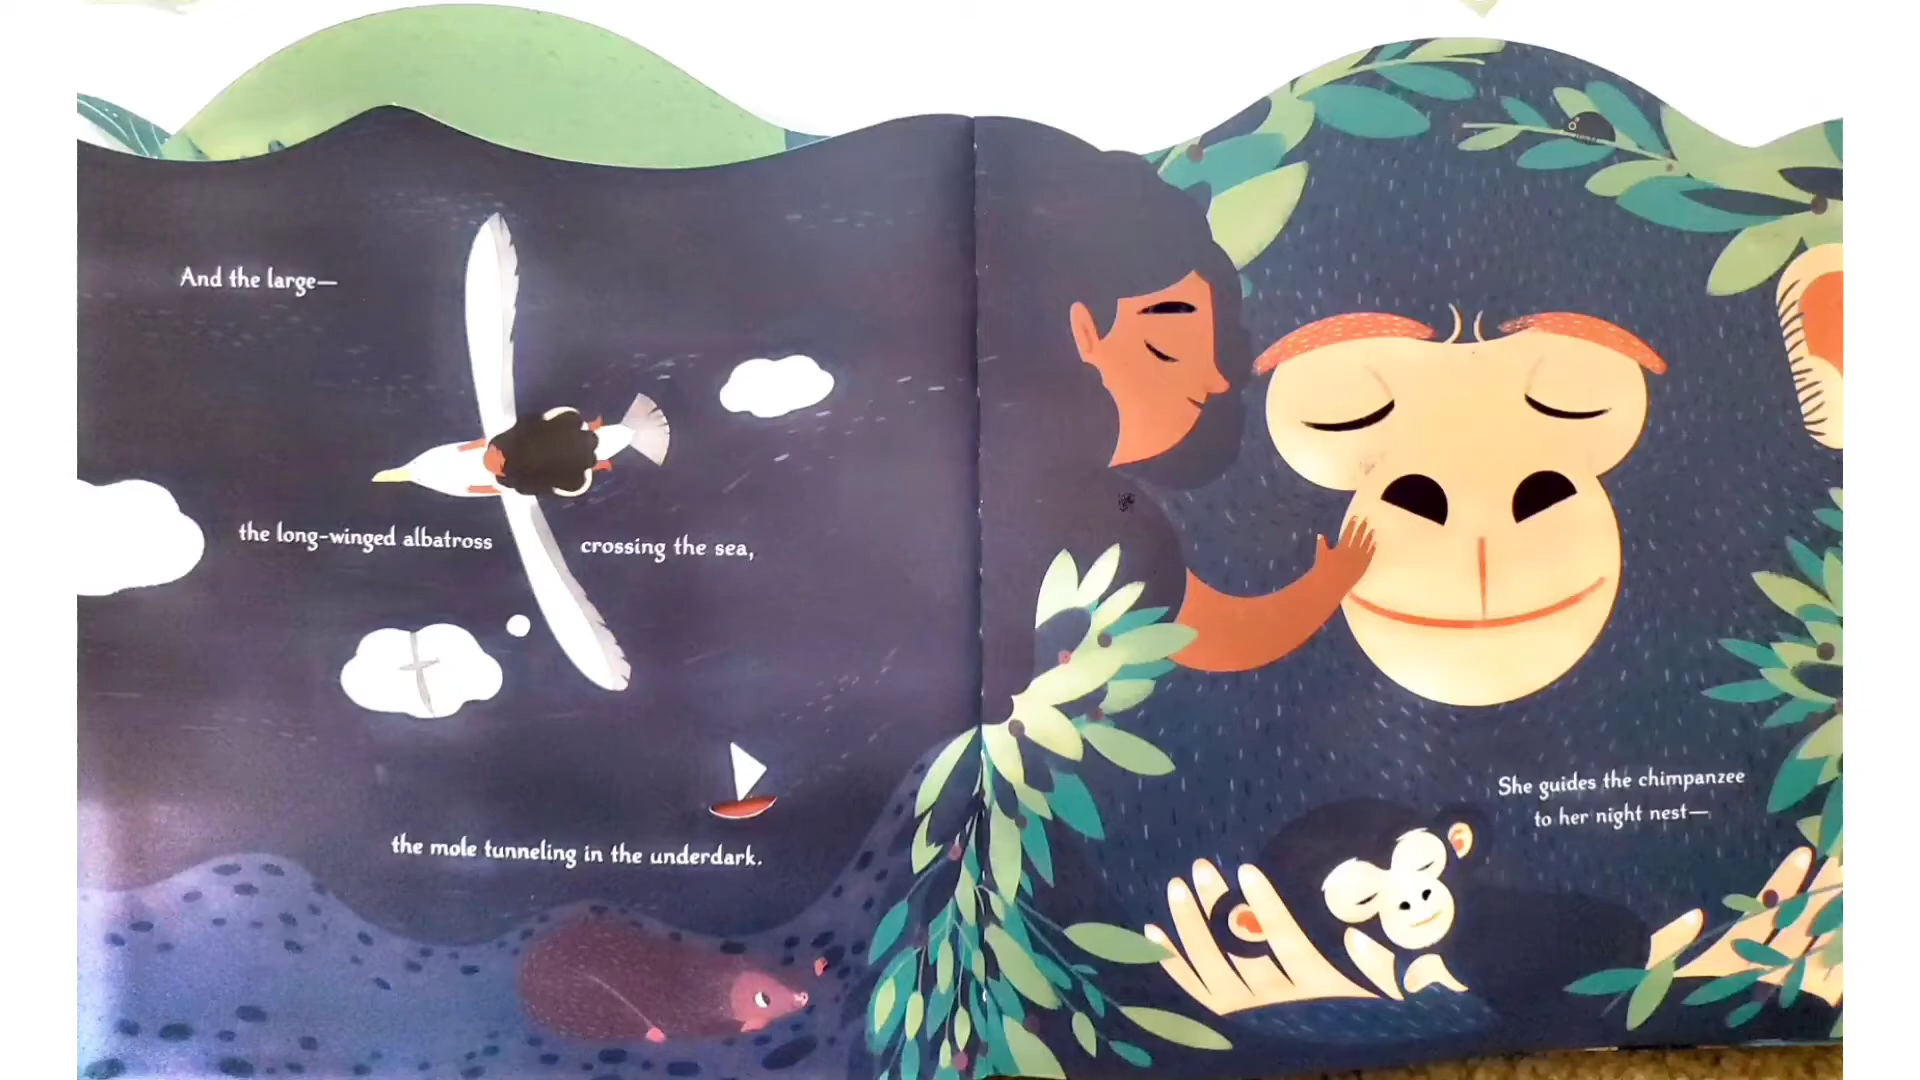 And the large—
the long-winged albatross crossing the sea,
the mole tunneling in the underdark.
She guides the chimpanzee
to her night nest—